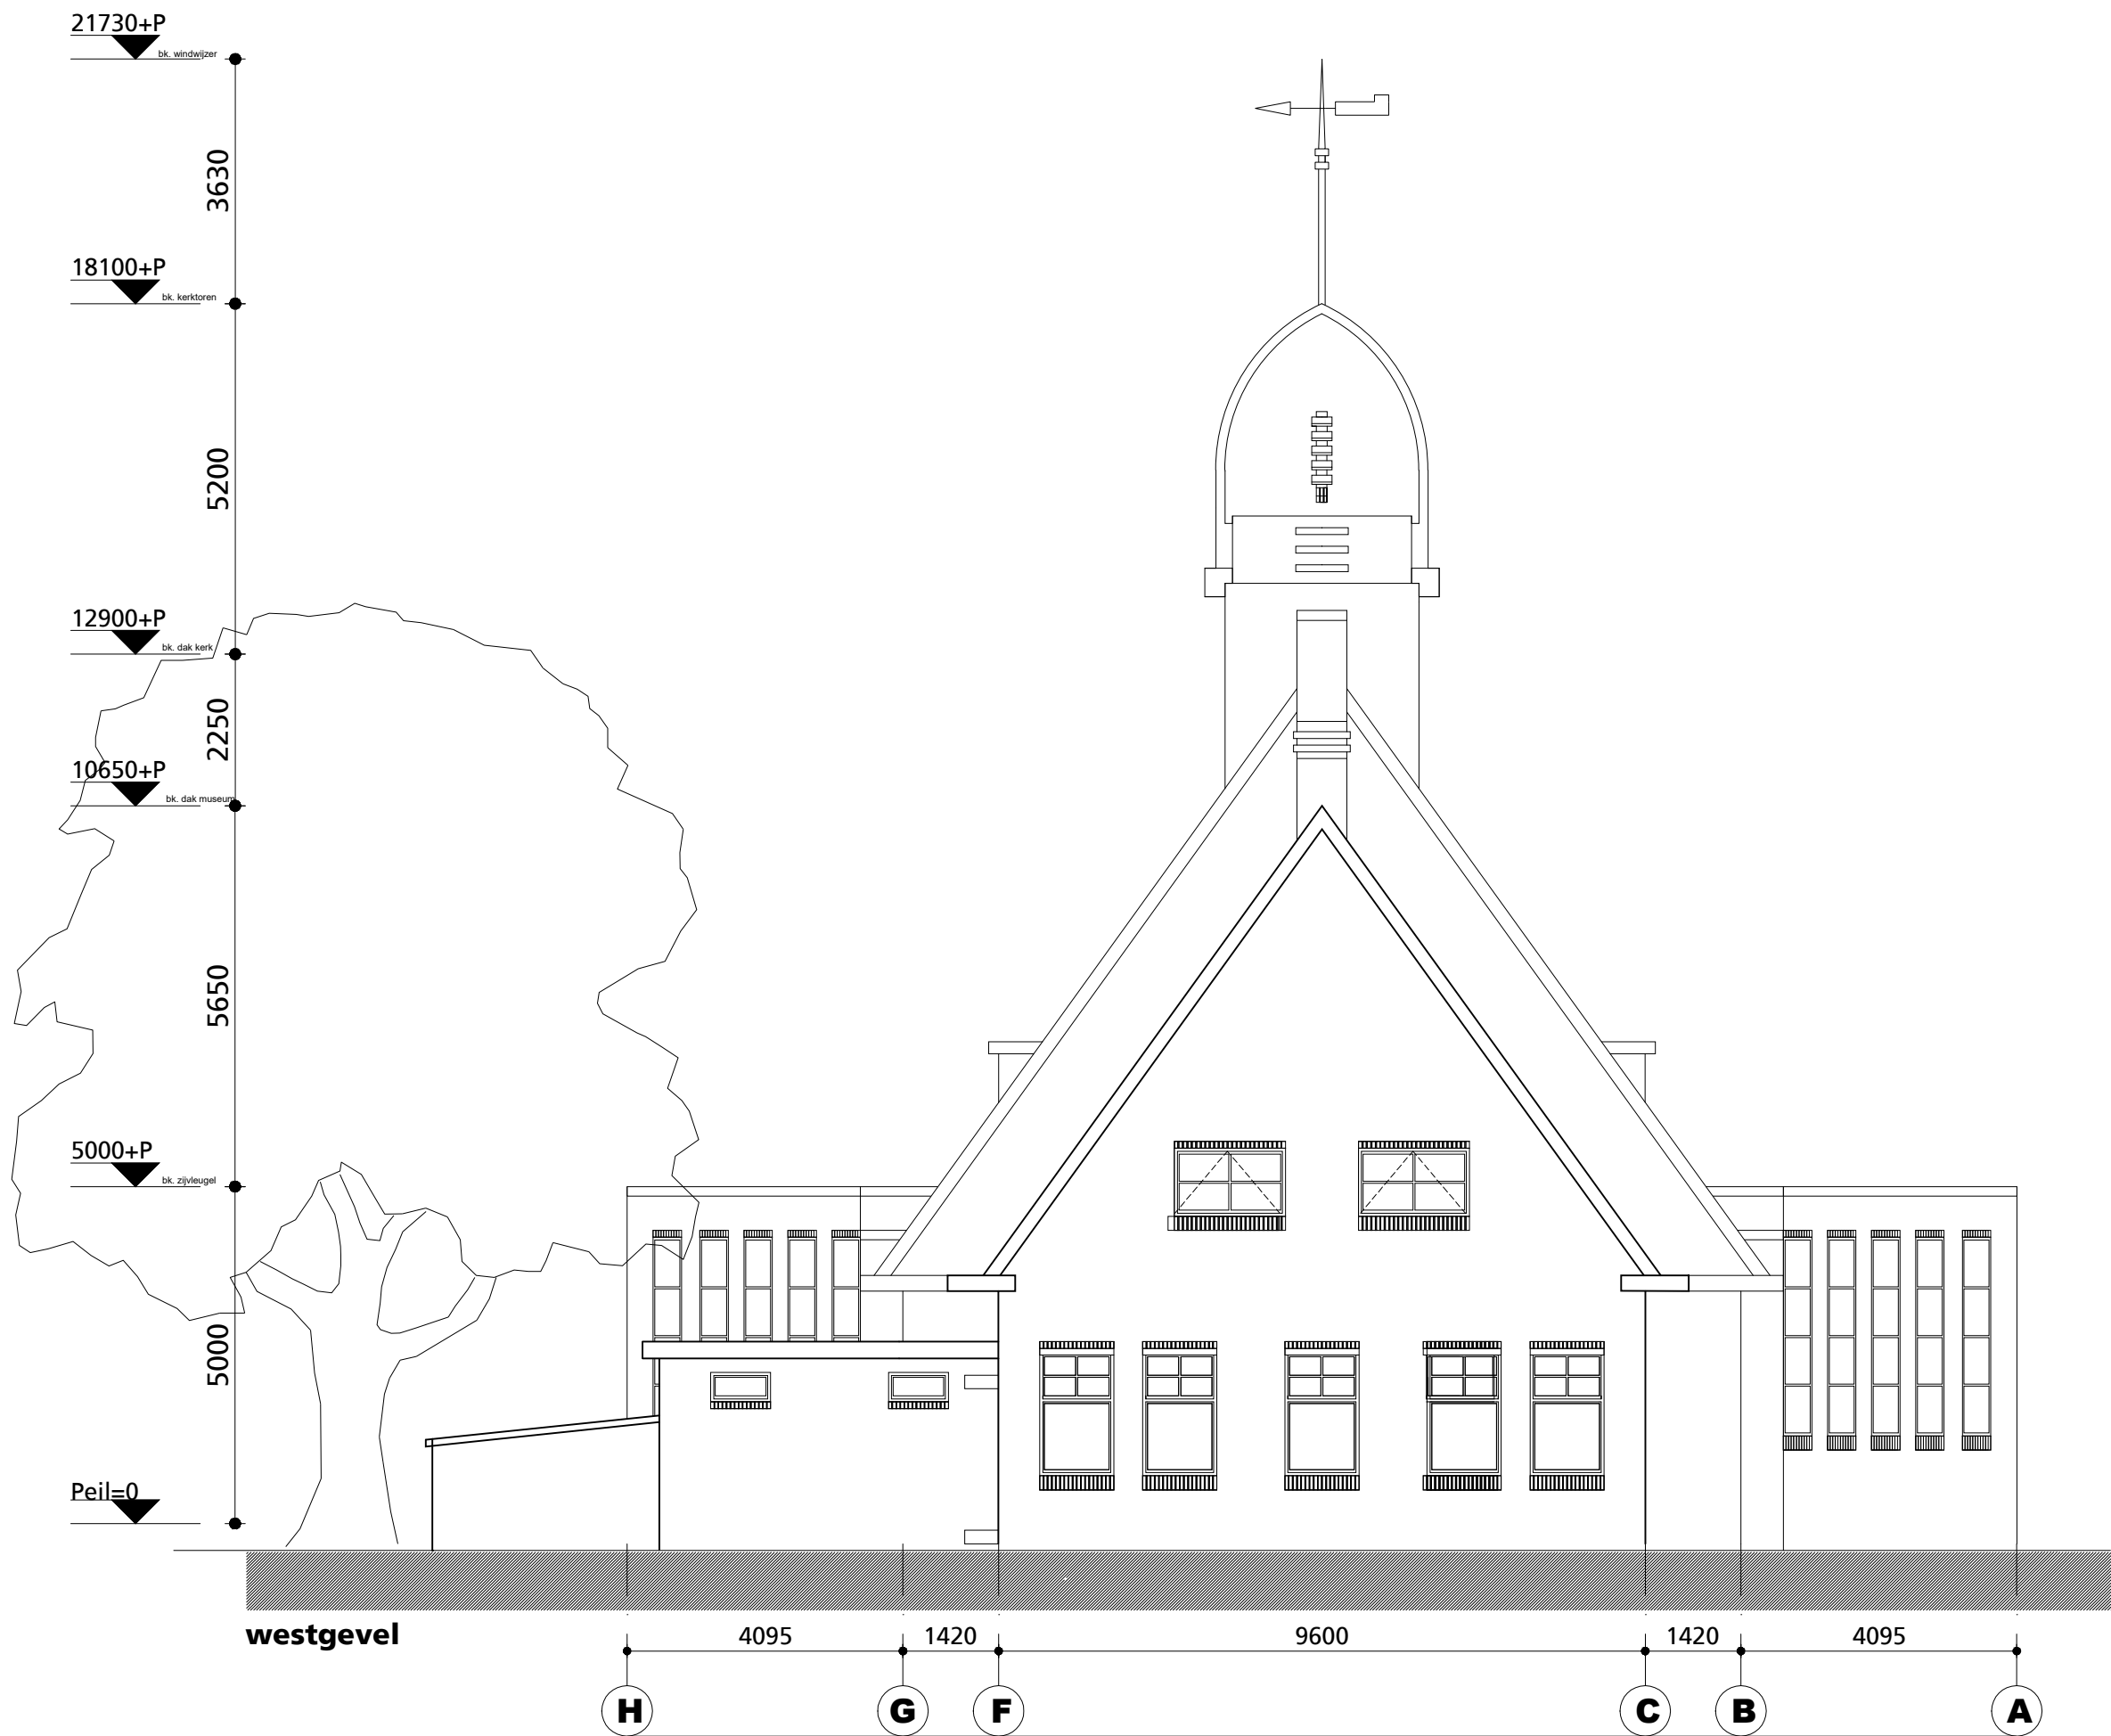 21730+P
bk. windwijzer
3630
18100+P
bk. kerktoren
5200
12900+P
bk. dak kerk
2250
10650+P
bk. dak museum
5650
5000+P
bk. zijvleugel
5000
Peil=0
westgevel
4095 1420 9600 1420 4095
H G F C B A